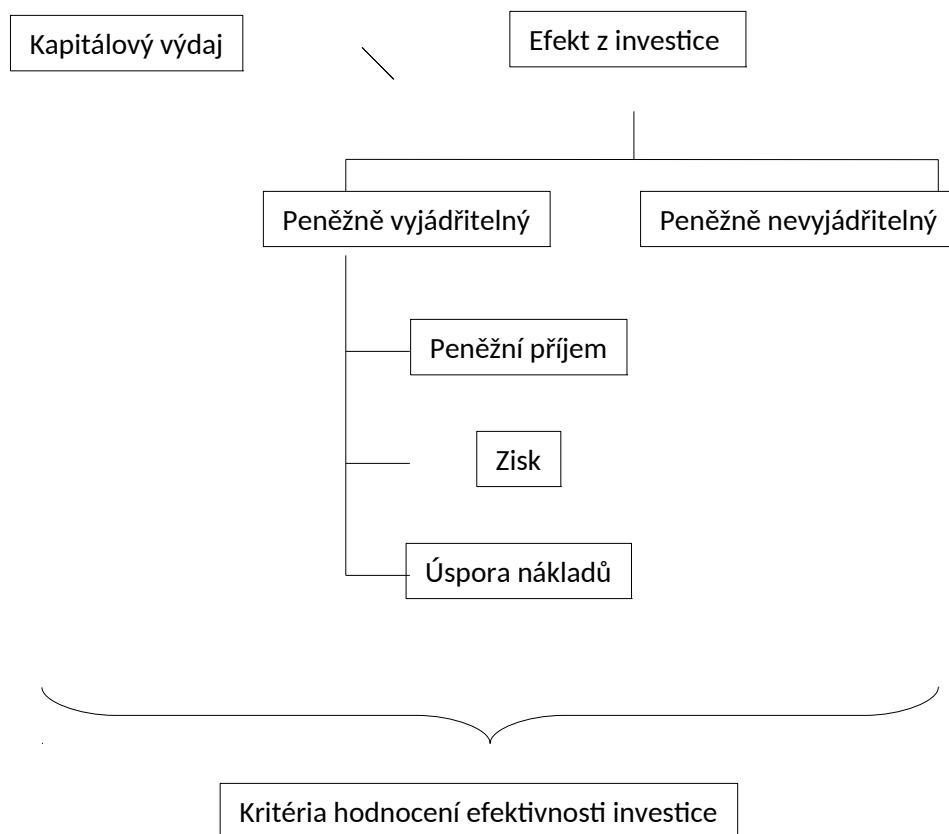 Kapitálový výdaj
Efekt z investice
Peněžně vyjádřitelný
Peněžně nevyjádřitelný
Peněžní příjem
Zisk
Úspora nákladů
Kritéria hodnocení efektivnosti investice